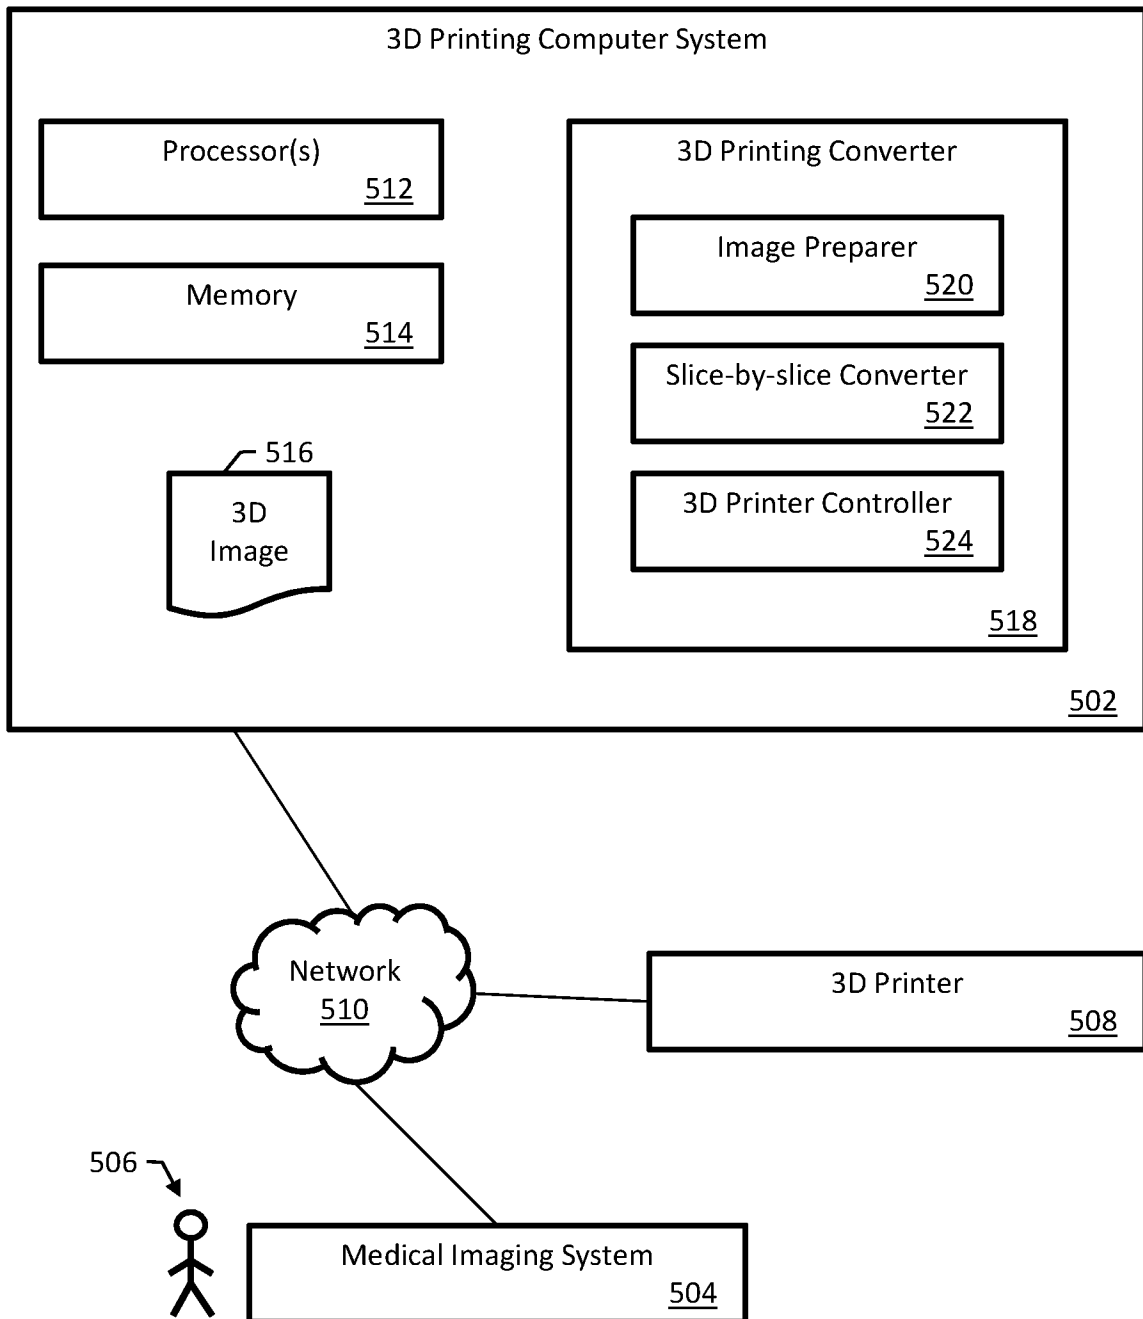 3D Printing Computer System
Processor(s)
512
Memory
514
516
3D
Image
3D Printing Converter
Image Preparer
520
Slice-by-slice Converter
522
3D Printer Controller
524
518
502
Network
510
3D Printer
508
506
Medical Imaging System
504